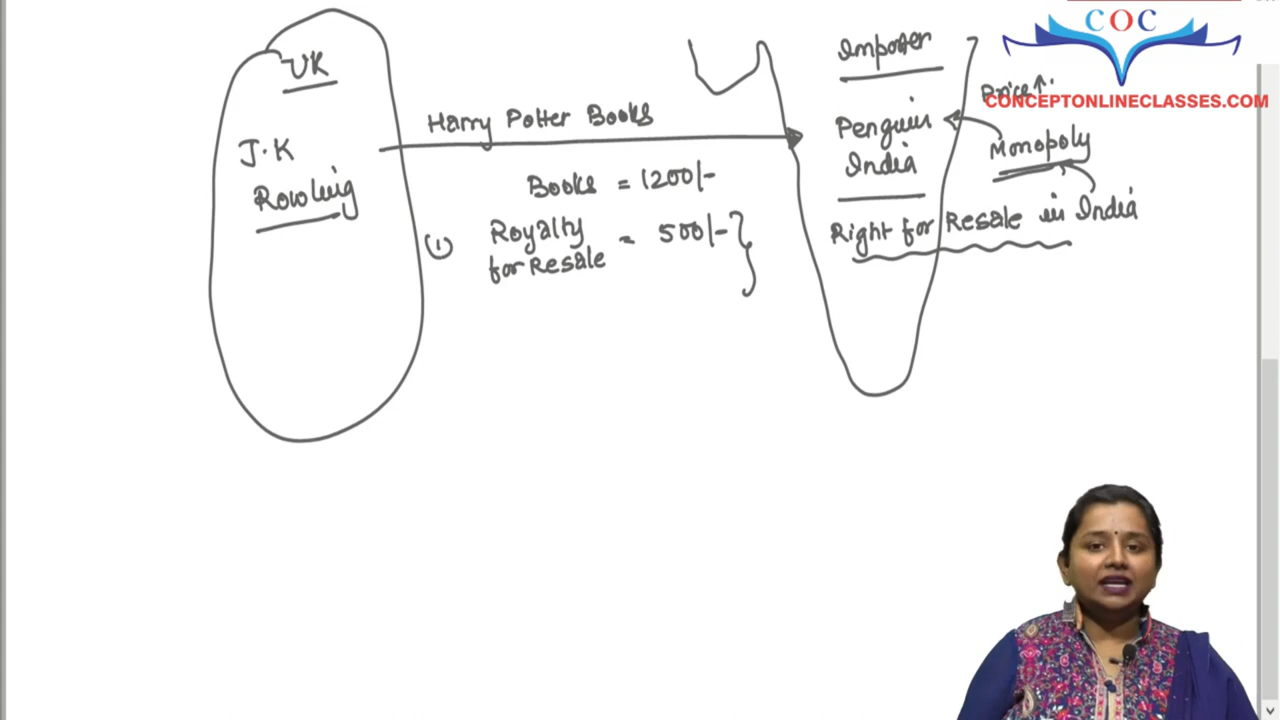 COC
CONCEPTONLINECLASSES.COM
UK
J.K
Rowling
Harry Potter Books
Books = 1200/-
(1) Royalty
for Resale = 500/-
Importer
Penguin
India
Right for Resale in India
Price ↑.
Monopoly